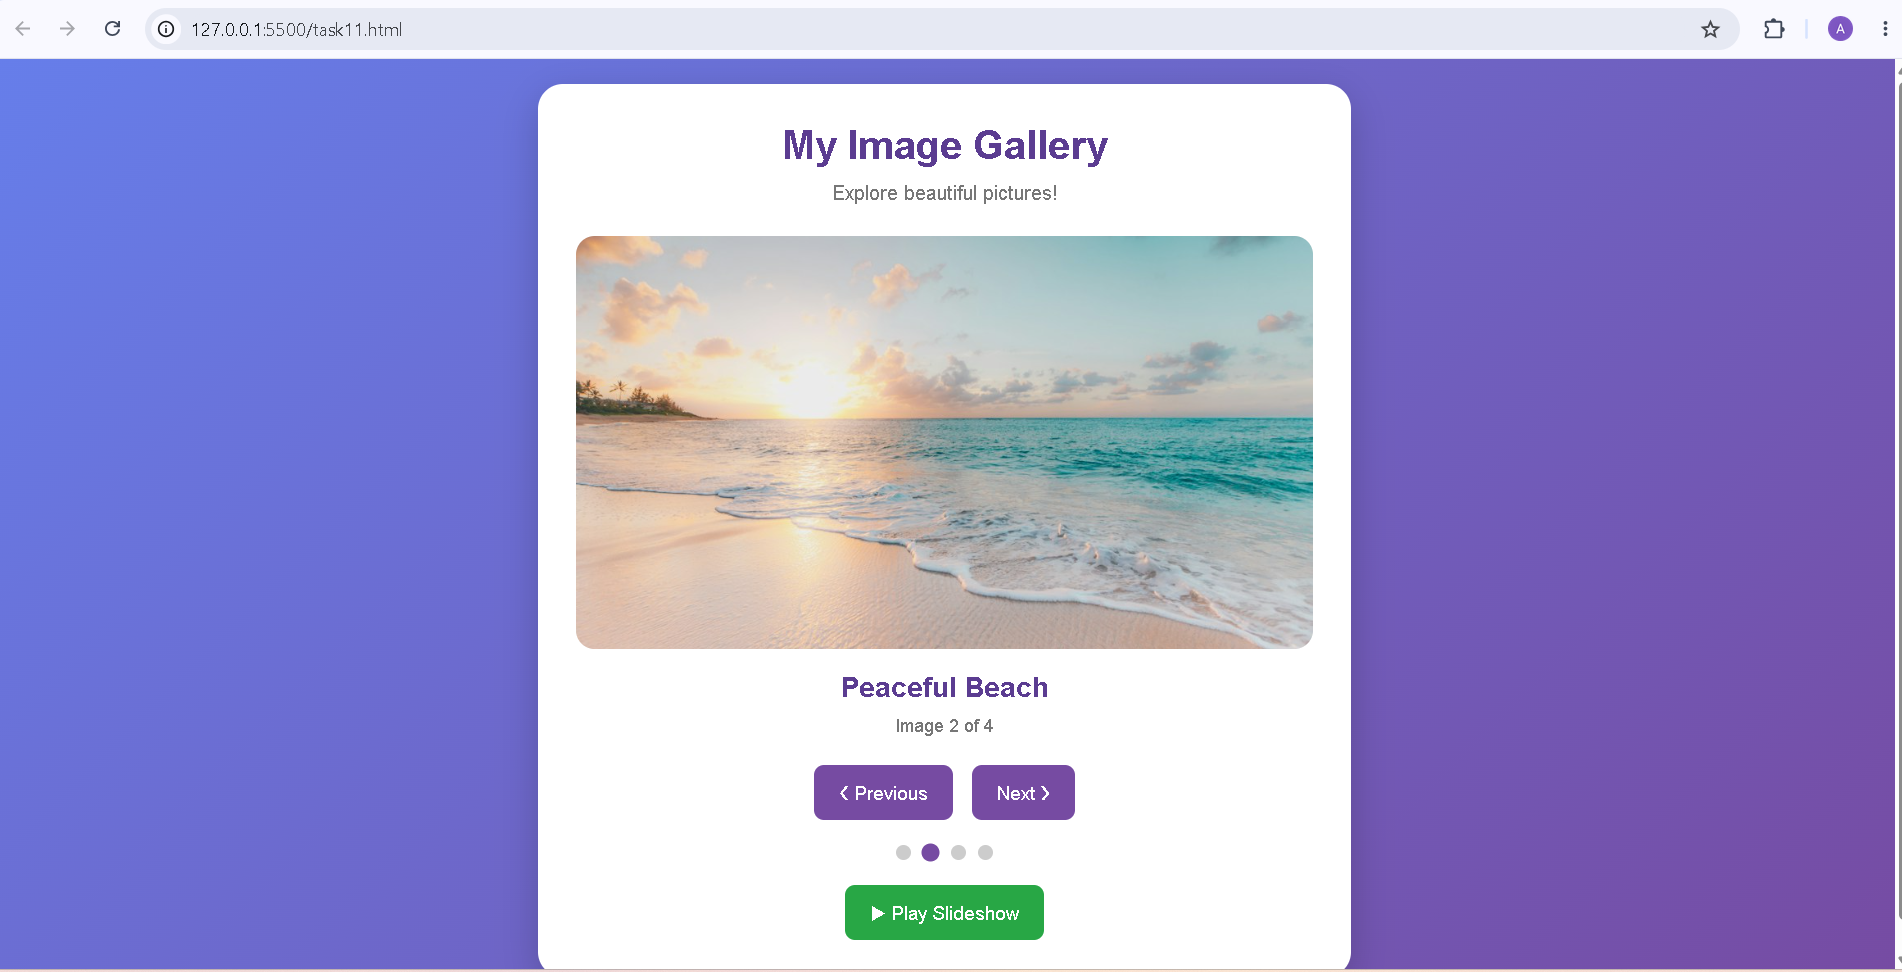 127.0.0.1:5500/task11.html
A
My Image Gallery
Explore beautiful pictures!
Peaceful Beach
Image 2 of 4
❮ Previous
Next ❯
▶ Play Slideshow